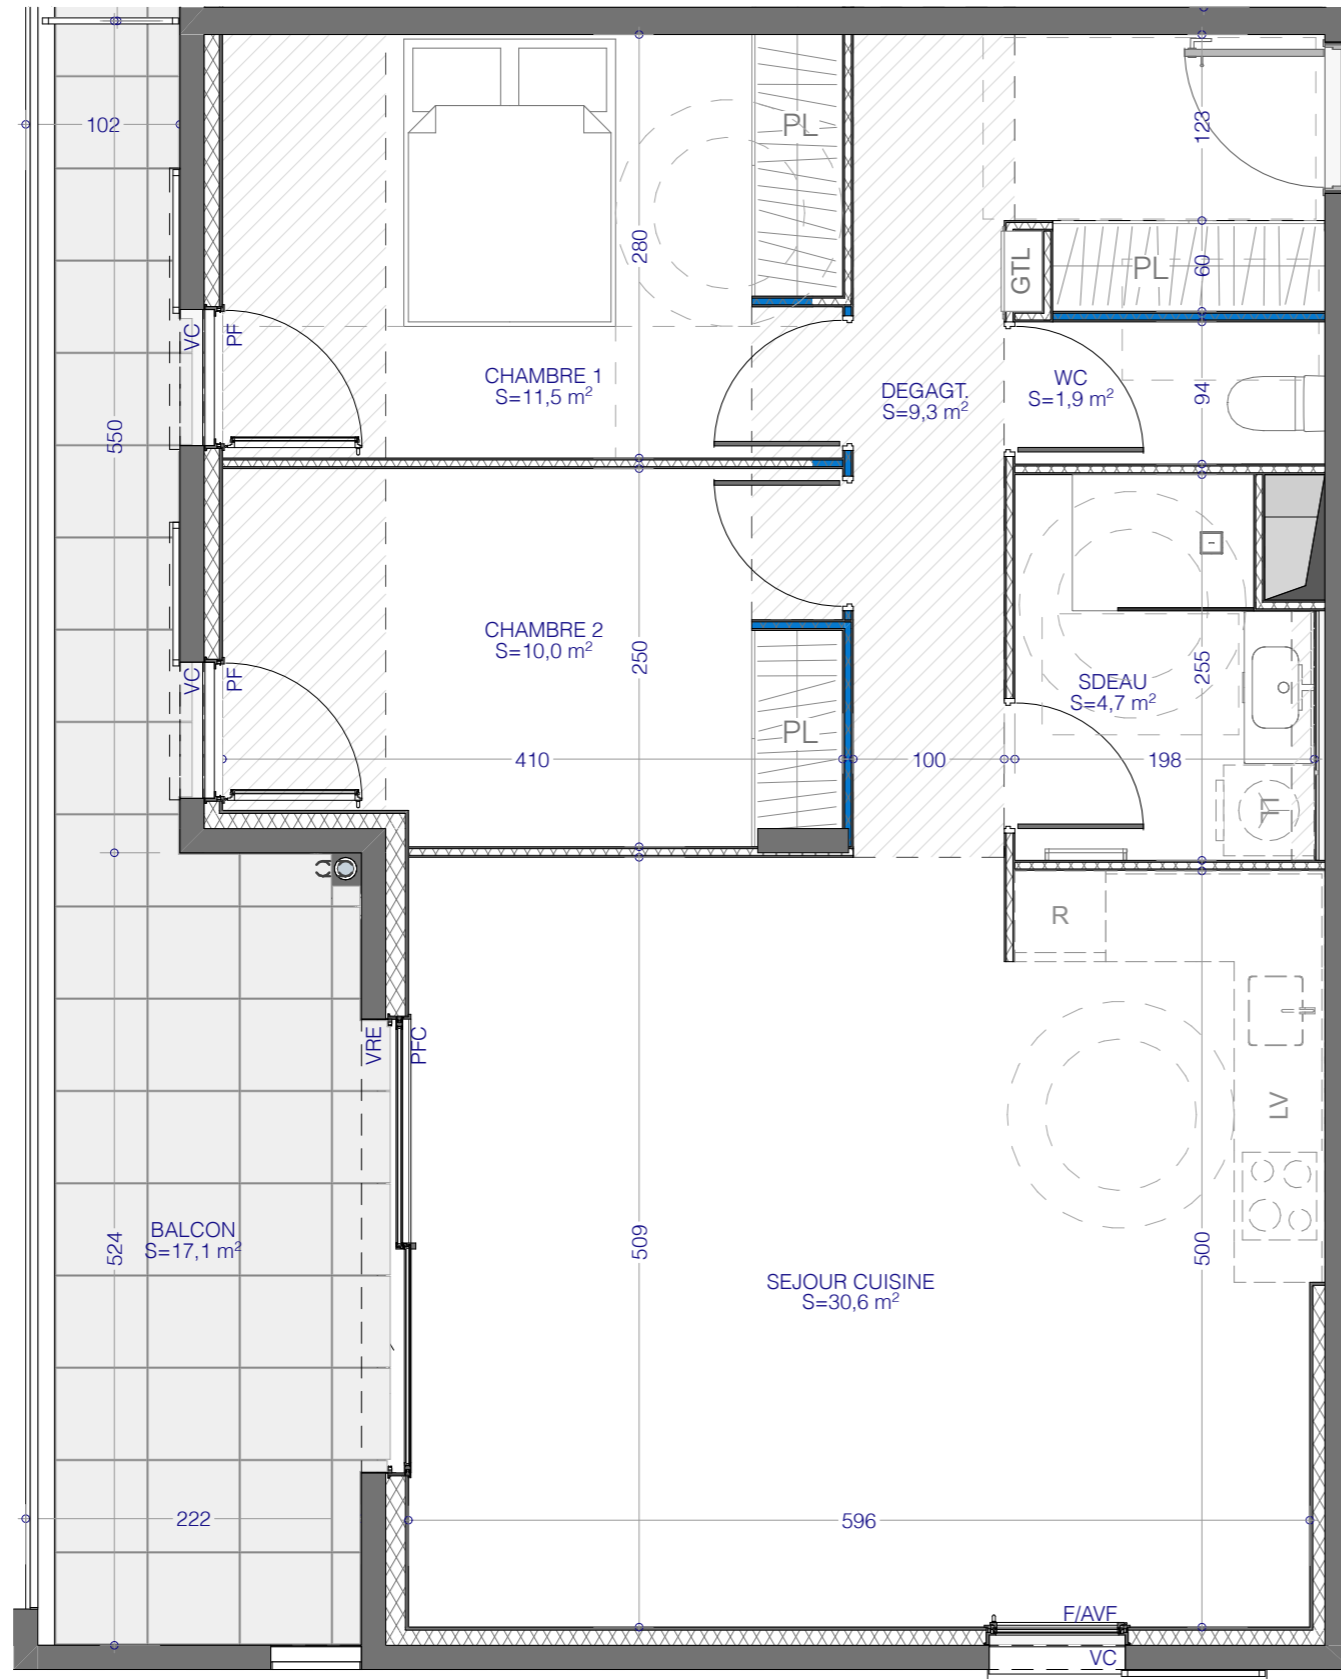 102
PL
123
280
GTL
PL
60
VC
PF
CHAMBRE 1
S=11,5 m²
DEGAGT.
S=9,3 m²
WC
S=1,9 m²
94
550
CHAMBRE 2
S=10,0 m²
250
VC
PF
SDEAU
S=4,7 m²
255
PL
410
100
198
LL
R
VRE
PFC
LV
BALCON
S=17,1 m²
524
509
500
SEJOUR CUISINE
S=30,6 m²
222
596
F/AVF
VC